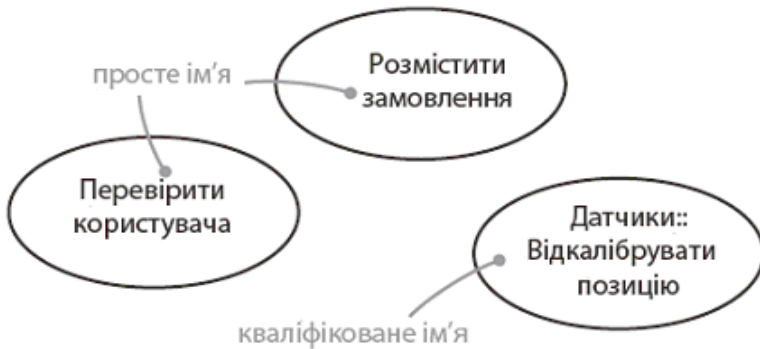 просте ім’я
Розмістити
замовлення
Перевірити
користувача
Датчики::
Відкалібрувати
позицію
кваліфіковане ім’я